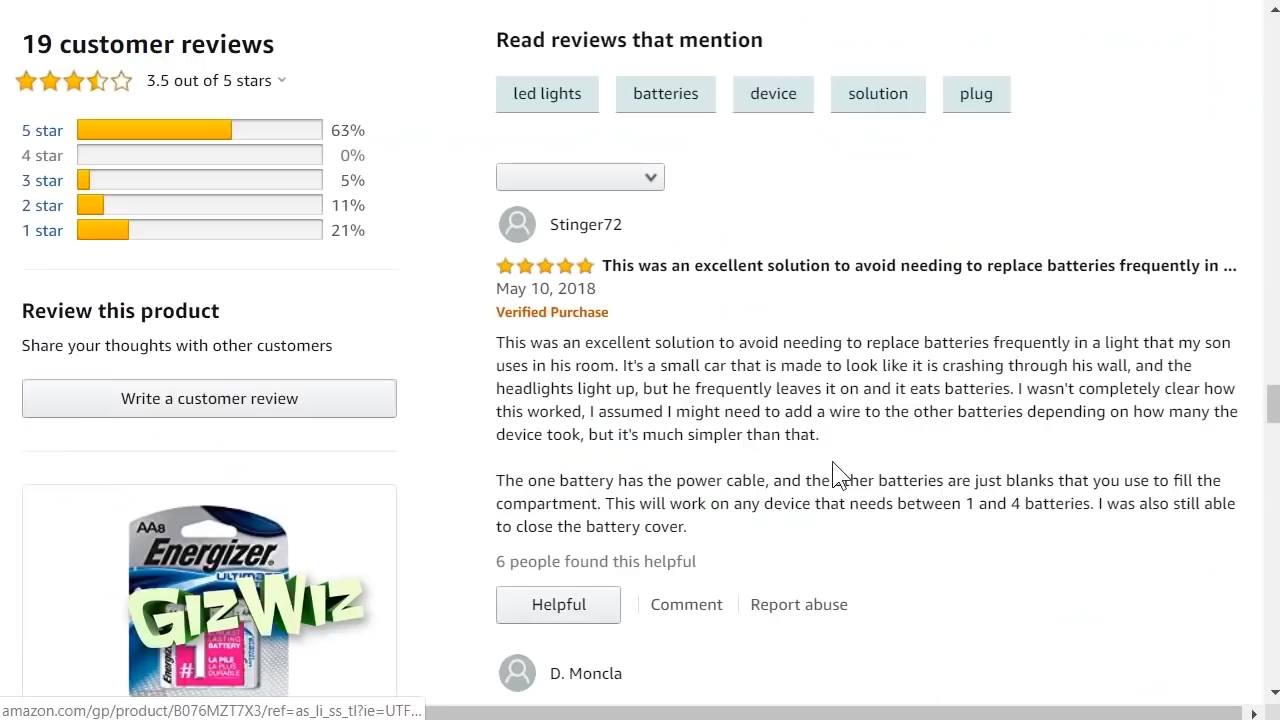 19 customer reviews
3.5 out of 5 stars
5 star 63%
4 star 0%
3 star 5%
2 star 11%
1 star 21%
Review this product
Share your thoughts with other customers
Write a customer review
AA8
Energizer
ULTIMATE
GizWiz
LASTING
BATTERY
#1
LA PILE
LA PLUS
DURABLE
amazon.com/gp/product/B076MZT7X3/ref=as_li_ss_tl?ie=UTF...
Read reviews that mention
led lights batteries device solution plug
Stinger72
This was an excellent solution to avoid needing to replace batteries frequently in ...
May 10, 2018
Verified Purchase
This was an excellent solution to avoid needing to replace batteries frequently in a light that my son
uses in his room. It's a small car that is made to look like it is crashing through his wall, and the
headlights light up, but he frequently leaves it on and it eats batteries. I wasn't completely clear how
this worked, I assumed I might need to add a wire to the other batteries depending on how many the
device took, but it's much simpler than that.
The one battery has the power cable, and the other batteries are just blanks that you use to fill the
compartment. This will work on any device that needs between 1 and 4 batteries. I was also still able
to close the battery cover.
6 people found this helpful
Helpful Comment Report abuse
D. Moncla